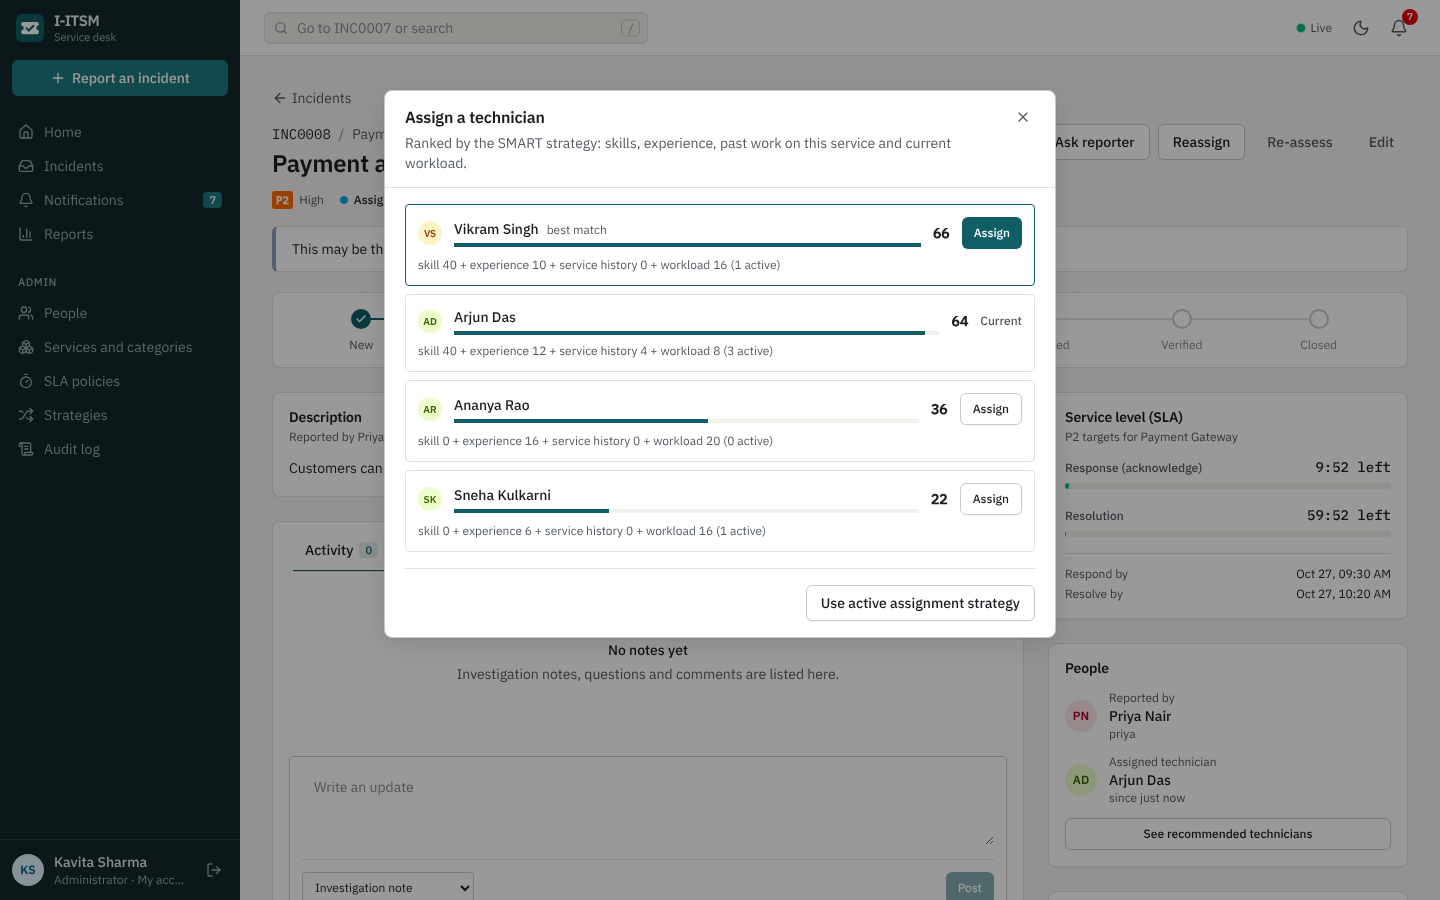 I-ITSM
Service desk
Report an incident
Home
Incidents
Notifications 7
Reports
ADMIN
People
Services and categories
SLA policies
Strategies
Audit log
KS Kavita Sharma
Administrator · My acc...
Go to INC0007 or search /
Live 7
Incidents
INC0008 / Paym
Payment a
Ask reporter Reassign Re-assess Edit
P2 High Assig
This may be th
New ed Verified Closed
Assign a technician
Ranked by the SMART strategy: skills, experience, past work on this service and current
workload.
VS Vikram Singh best match 66 Assign
skill 40 + experience 10 + service history 0 + workload 16 (1 active)
AD Arjun Das 64 Current
skill 40 + experience 12 + service history 4 + workload 8 (3 active)
AR Ananya Rao 36 Assign
skill 0 + experience 16 + service history 0 + workload 20 (0 active)
SK Sneha Kulkarni 22 Assign
skill 0 + experience 6 + service history 0 + workload 16 (1 active)
Use active assignment strategy
Description
Reported by Priya
Customers can
Activity 0
No notes yet
Investigation notes, questions and comments are listed here.
Write an update
Investigation note Post
Service level (SLA)
P2 targets for Payment Gateway
Response (acknowledge) 9:52 left
Resolution 59:52 left
Respond by Oct 27, 09:30 AM
Resolve by Oct 27, 10:20 AM
People
Reported by
PN Priya Nair
priya
Assigned technician
AD Arjun Das
since just now
See recommended technicians